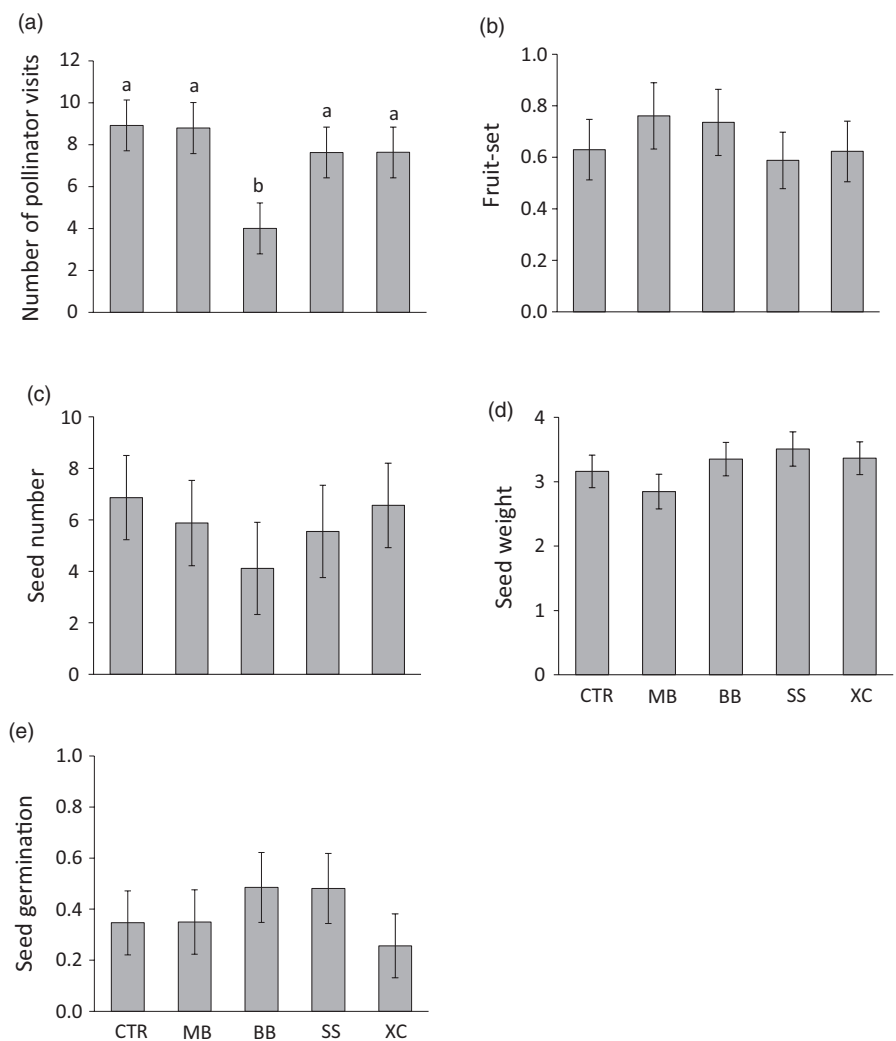 (a)
Number of pollinator visits
12
10
8
6
4
2
0
a
a
b
a
a
(b)
Fruit-set
1.0
0.8
0.6
0.4
0.2
0.0
(c)
Seed number
10
8
6
4
2
0
(d)
Seed weight
4
3
2
1
0
CTR MB BB SS XC
(e)
Seed germination
1.0
0.8
0.6
0.4
0.2
0.0
CTR MB BB SS XC